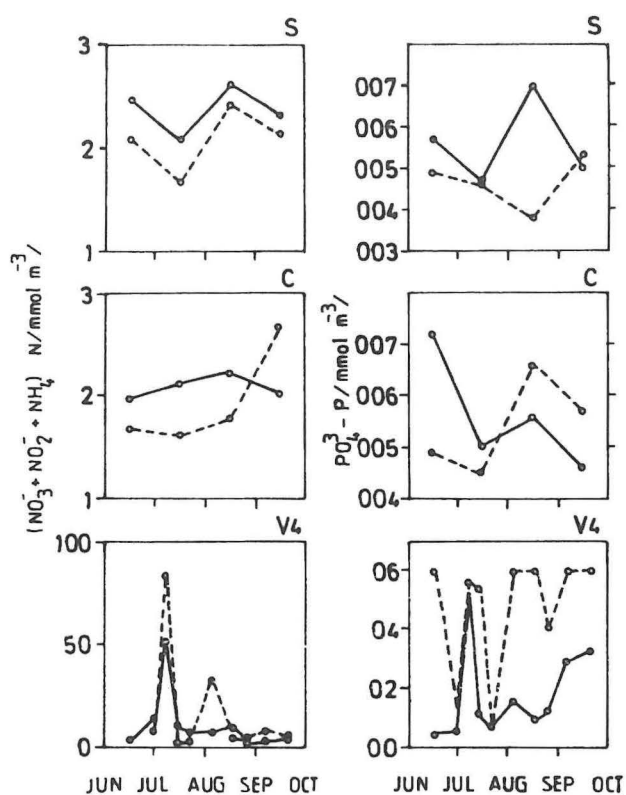 S
S
3
2
1
007
006
005
004
003
C
C
3
2
1
007
006
005
004
V4
V4
100
50
0
06
04
02
00
JUN JUL AUG SEP OCT
JUN JUL AUG SEP OCT
(NO₃⁻ + NO₂⁻ + NH₄) N/mmol m⁻³/
PO₄³ - P/mmol m⁻³/